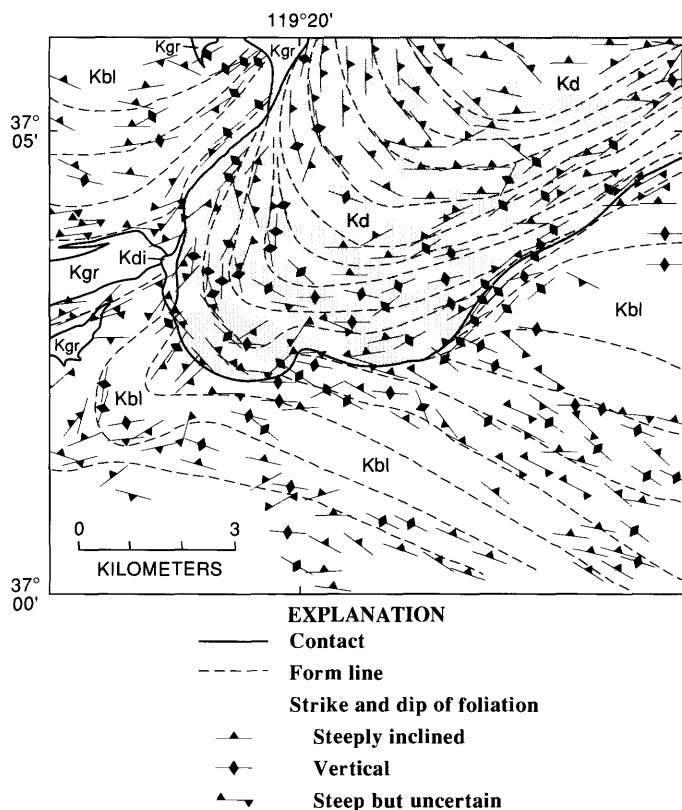 119°20'
Kgr
Kgr
Kbl
Kd
37°
05'
Kd
Kdi
Kgr
Kbl
Kgr
Kbl
Kbl
0 3
KILOMETERS
37°
00'
EXPLANATION
Contact
Form line
Strike and dip of foliation
Steeply inclined
Vertical
Steep but uncertain